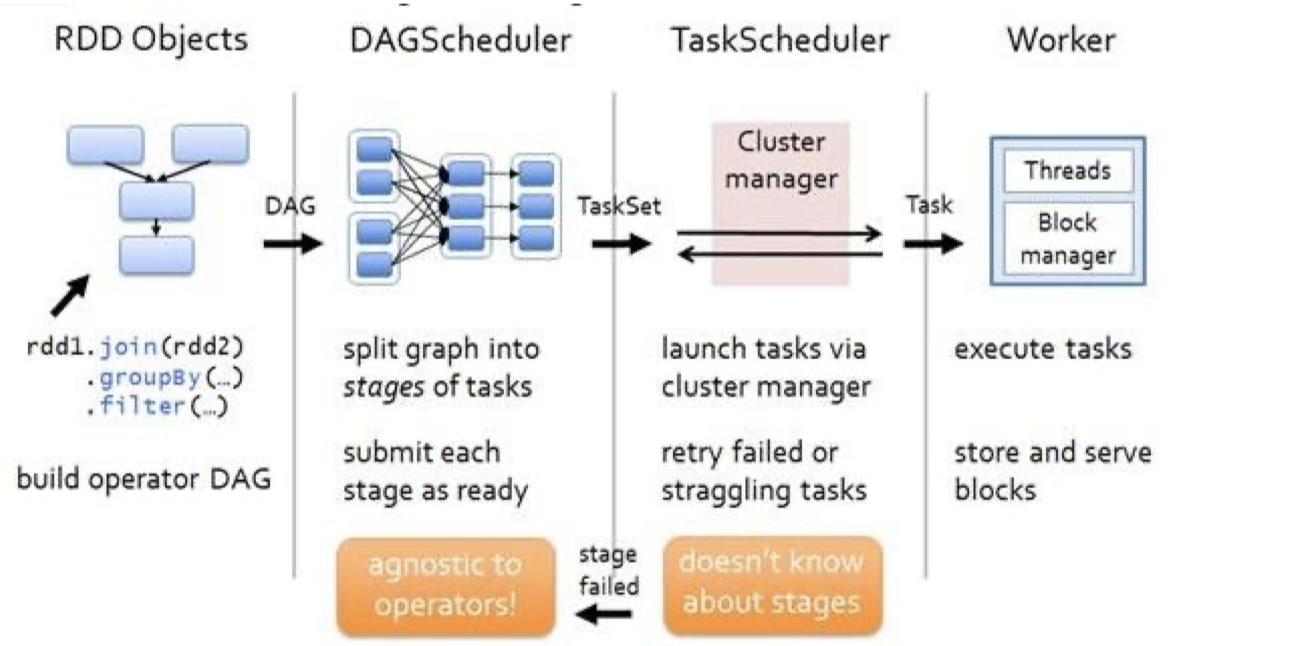 RDD Objects
DAGScheduler
TaskScheduler
Worker
DAG
TaskSet
Cluster
manager
Task
Threads
Block
manager
rdd1.join(rdd2)
.groupBy(…)
.filter(…)
build operator DAG
split graph into
stages of tasks
submit each
stage as ready
agnostic to
operators!
launch tasks via
cluster manager
retry failed or
straggling tasks
stage
failed
doesn't know
about stages
execute tasks
store and serve
blocks